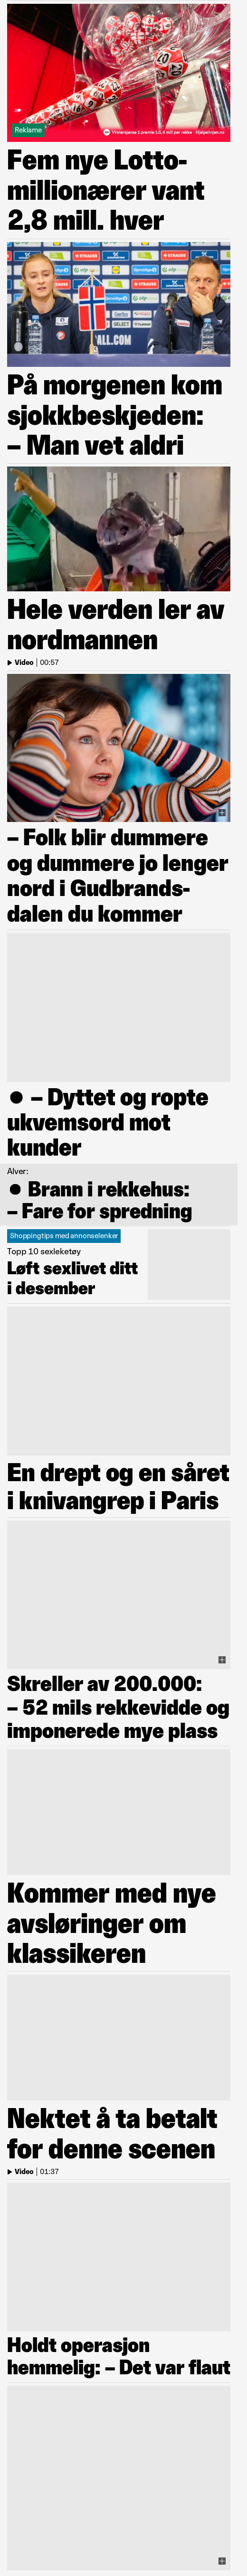 Reklame
Vinnersjanse 1.premie 1:5,4 mill per rekke - Hjelpelinjen.no
Fem nye Lotto-
millionærer vant
2,8 mill. hver
På morgenen kom
sjokkbeskjeden:
– Man vet aldri
Hele verden ler av
nordmannen
Video | 00:57
– Folk blir dummere
og dummere jo lenger
nord i Gudbrands-
dalen du kommer
● – Dyttet og ropte
ukvemsord mot
kunder
Alver:
● Brann i rekkehus:
– Fare for spredning
Shoppingtips med annonselenker
Topp 10 sexleketøy
Løft sexlivet ditt
i desember
En drept og en såret
i knivangrep i Paris
Skreller av 200.000:
– 52 mils rekkevidde og
imponerede mye plass
Kommer med nye
avsløringer om
klassikeren
Nektet å ta betalt
for denne scenen
Video | 01:37
Holdt operasjon
hemmelig: – Det var flaut